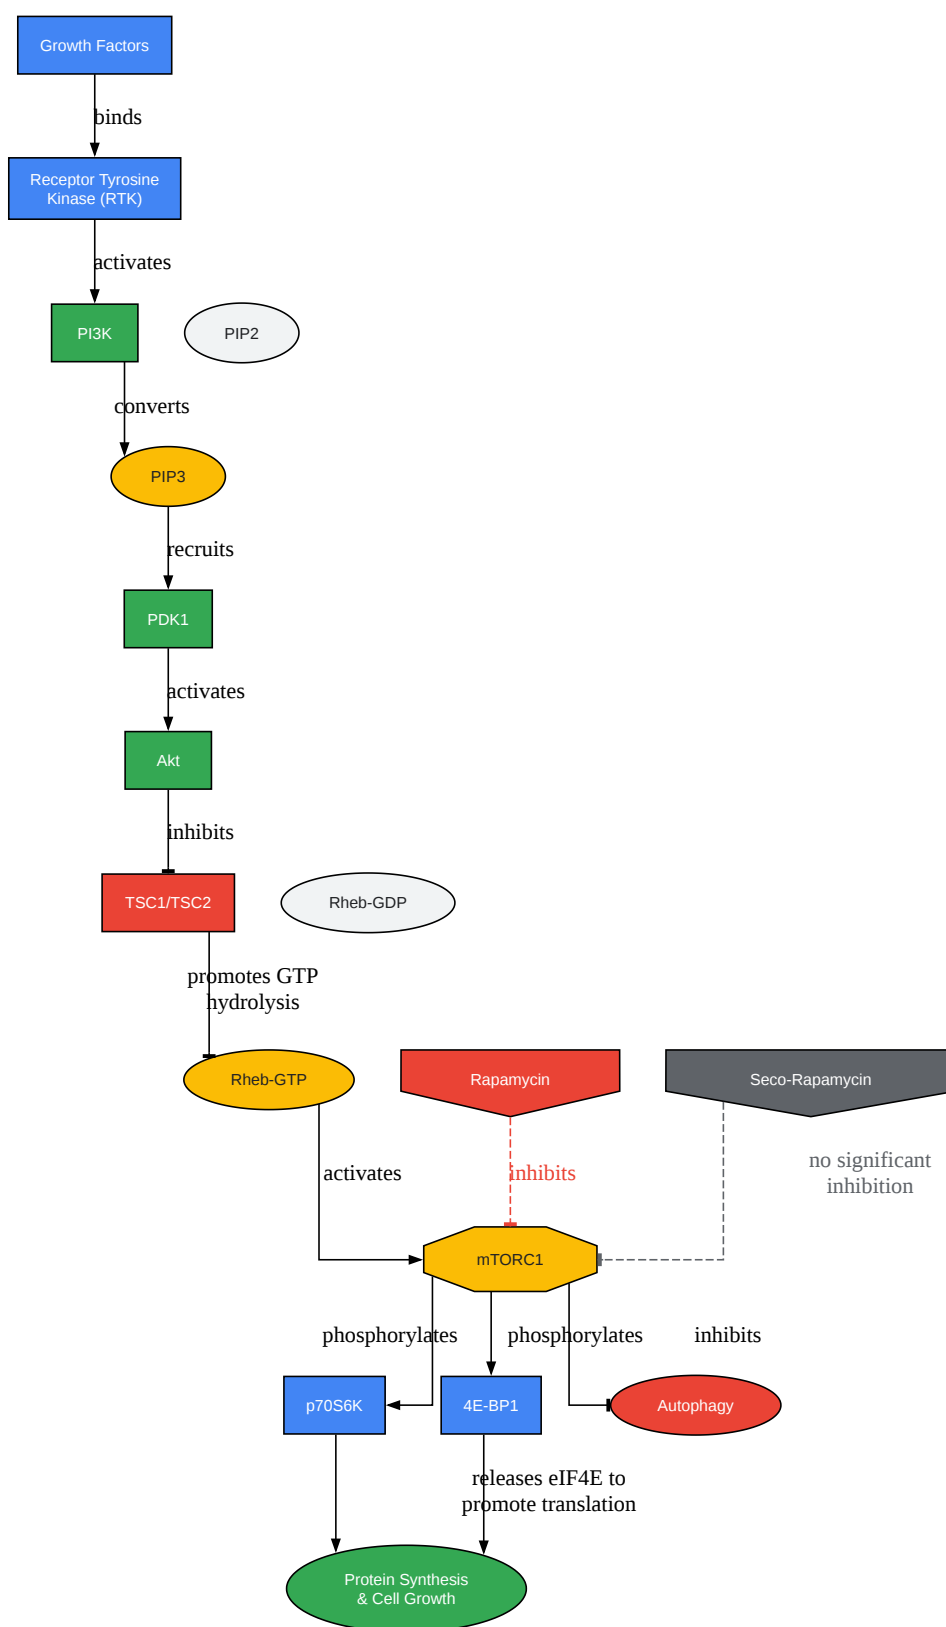 Growth Factors
binds
Receptor Tyrosine
Kinase (RTK)
activates
PI3K
PIP2
converts
PIP3
recruits
PDK1
activates
Akt
inhibits
TSC1/TSC2
Rheb-GDP
promotes GTP
hydrolysis
Rheb-GTP
Rapamycin
Seco-Rapamycin
activates
inhibits
no significant
inhibition
mTORC1
phosphorylates
phosphorylates
inhibits
p70S6K
4E-BP1
Autophagy
releases eIF4E to
promote translation
Protein Synthesis
& Cell Growth